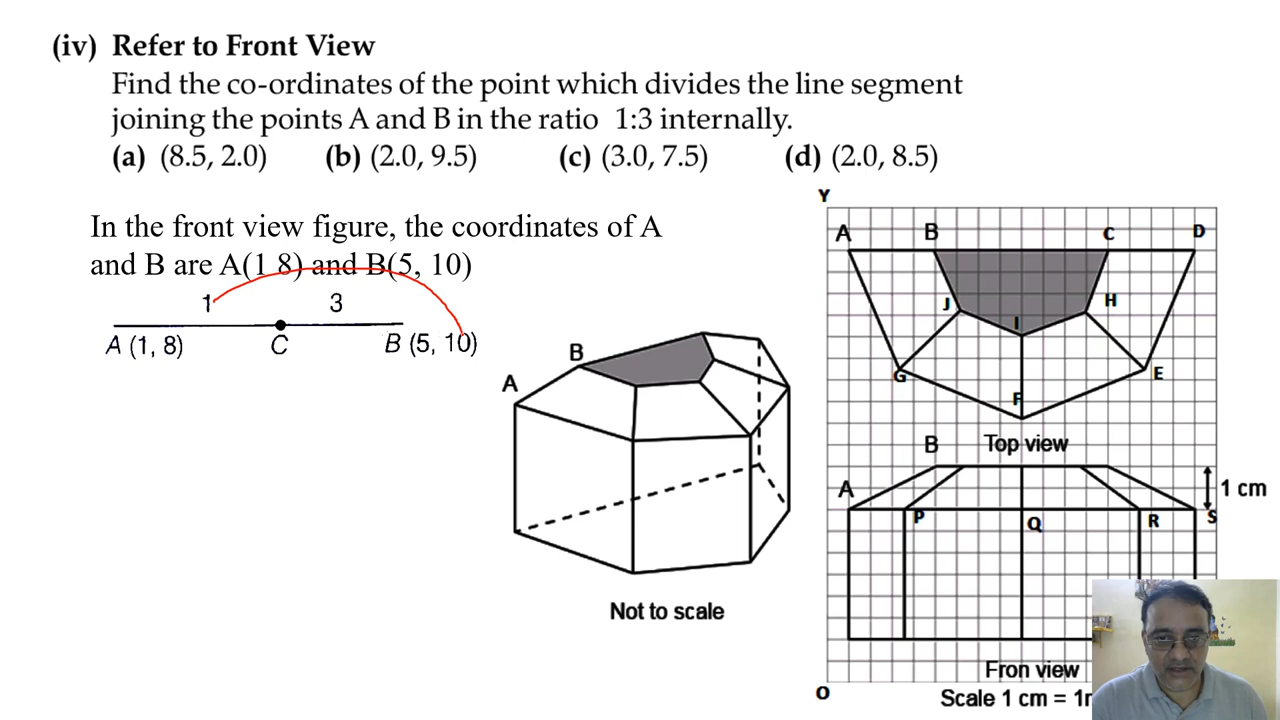 (iv) Refer to Front View
Find the co-ordinates of the point which divides the line segment
joining the points A and B in the ratio 1:3 internally.
(a) (8.5, 2.0) (b) (2.0, 9.5) (c) (3.0, 7.5) (d) (2.0, 8.5)
In the front view figure, the coordinates of A
and B are A(1 8) and B(5, 10)
1 3
A (1, 8) C B (5, 10)
A B
Not to scale
Y
A B C D
J H
I
G E
F
B Top view
A 1 cm
P Q R S
Fron view
O Scale 1 cm = 1